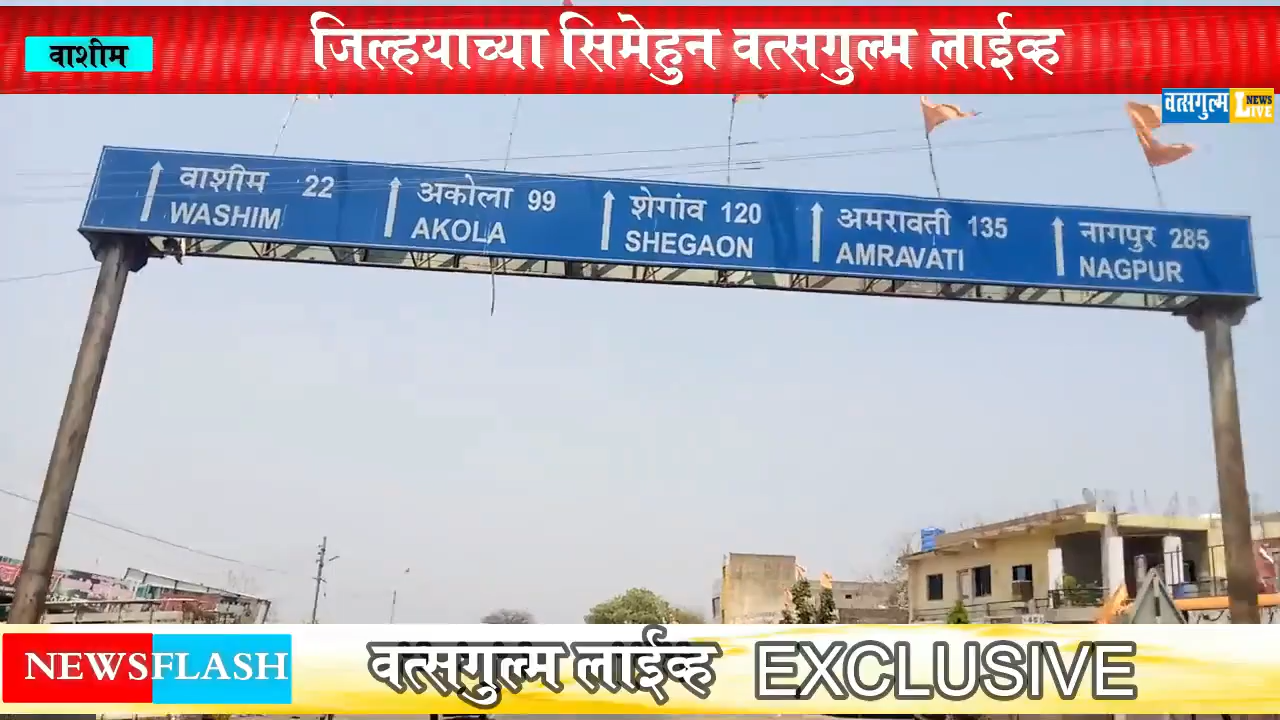 जिल्हयाच्या सिमेहुन वत्सगुल्म लाईव्ह
वाशीम
वत्सगुल्म LIVE NEWS
वाशीम 22
WASHIM
अकोला 99
AKOLA
शेगांव 120
SHEGAON
अमरावती 135
AMRAVATI
नागपुर 285
NAGPUR
NEWSFLASH
वत्सगुल्म लाईव्ह EXCLUSIVE